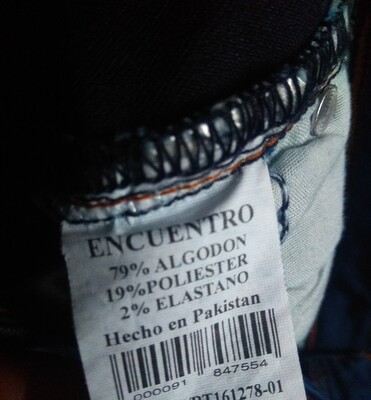 ENCUENTRO
79% ALGODON
19%POLIESTER
2% ELASTANO
Hecho en Pakistan
000091 847554